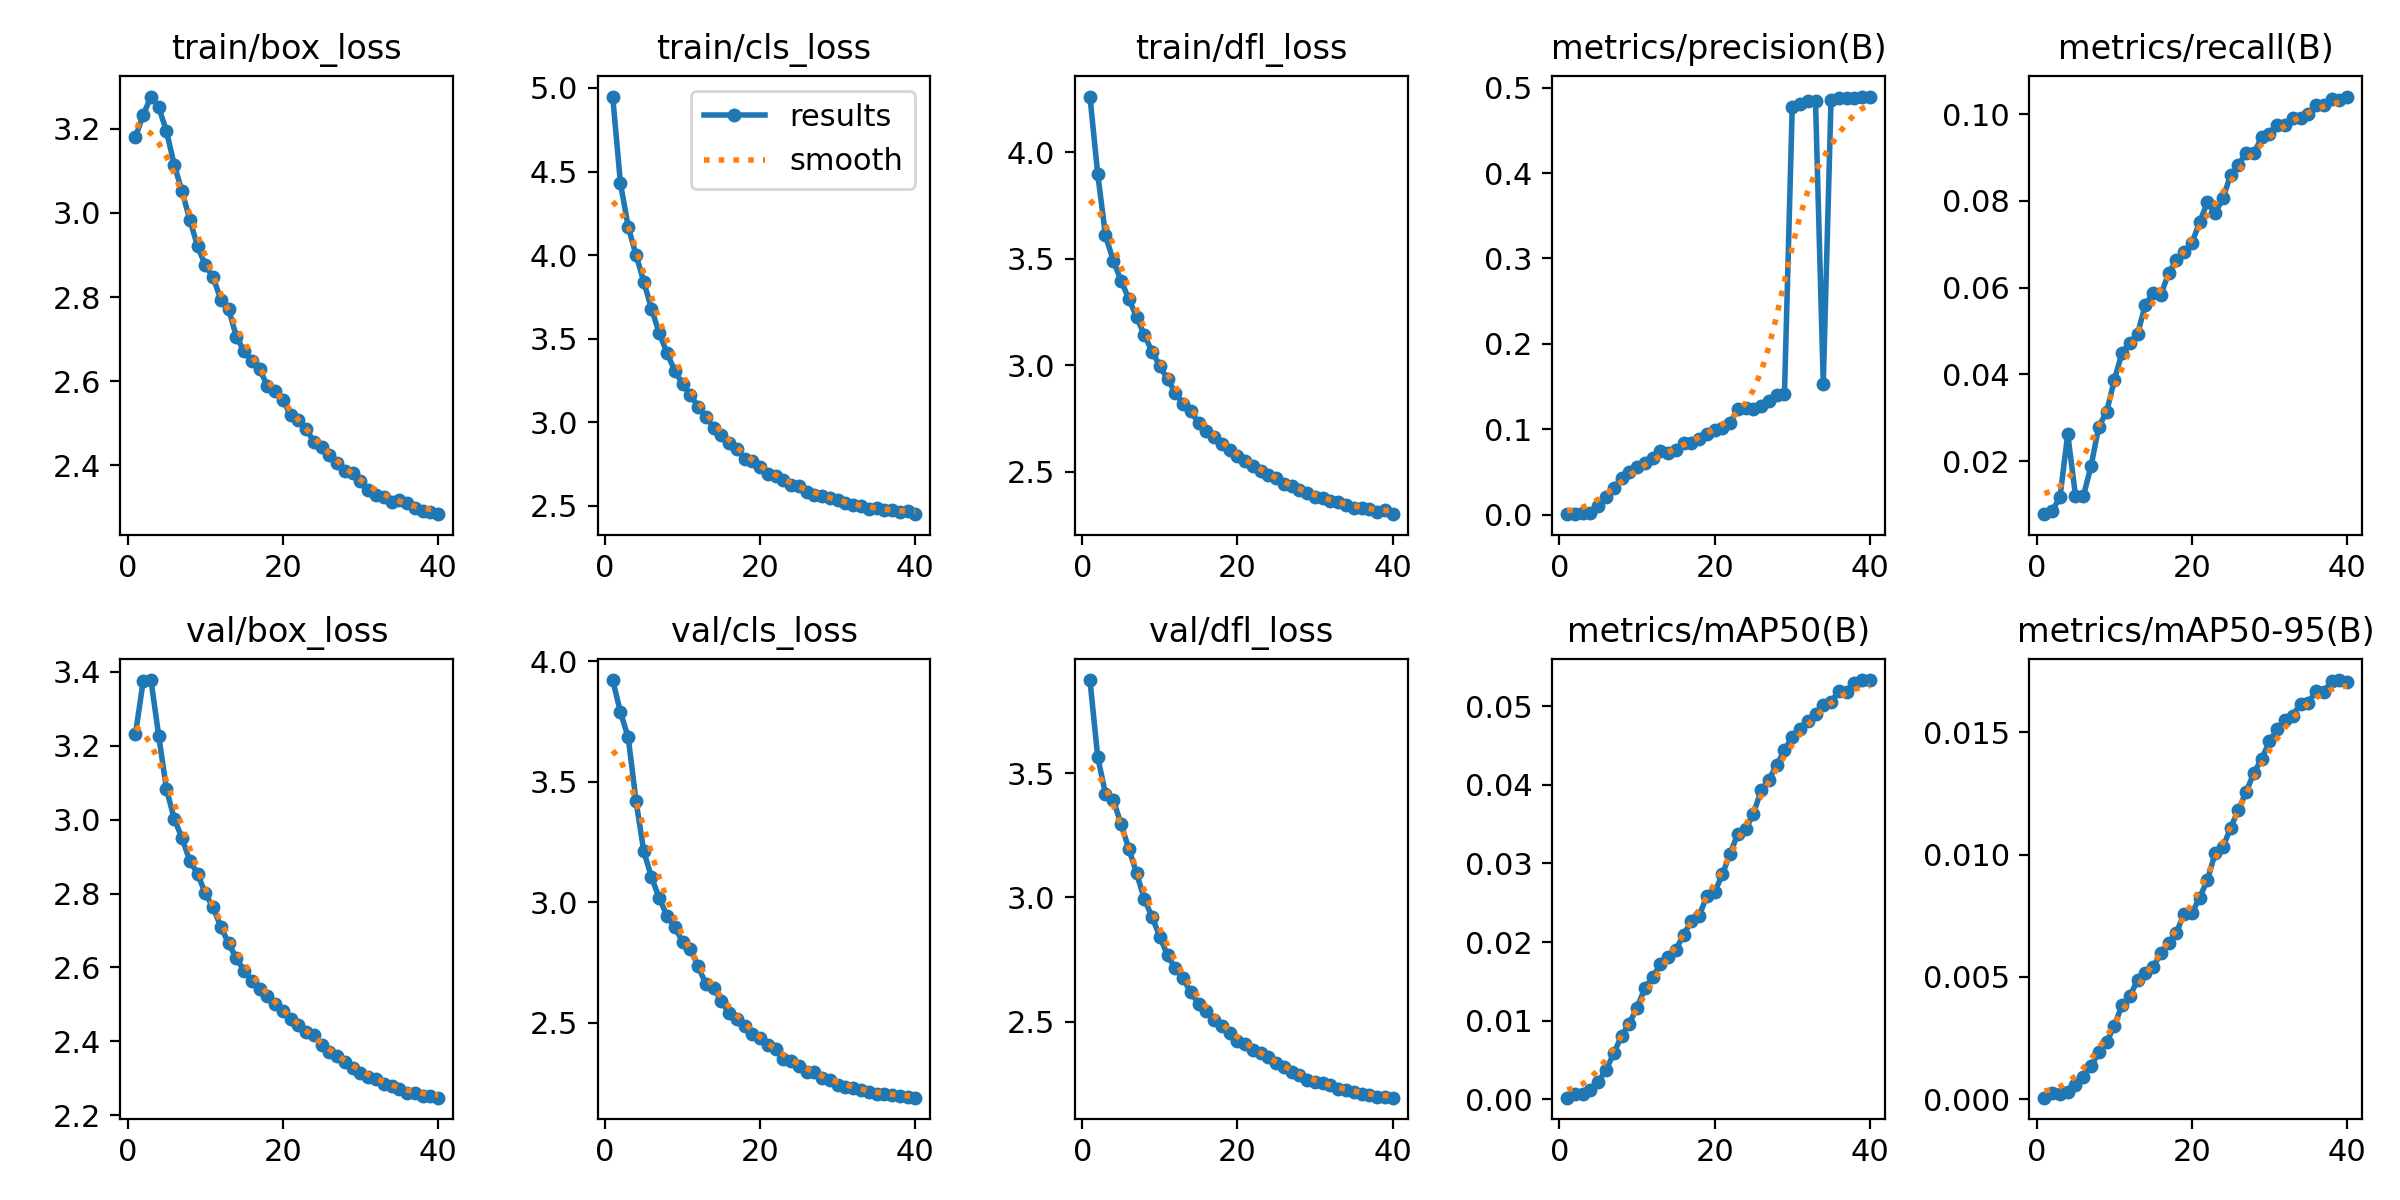 train/box_loss
3.2
3.0
2.8
2.6
2.4
0 20 40
train/cls_loss
5.0
4.5
4.0
3.5
3.0
2.5
0 20 40
results
smooth
train/dfl_loss
4.0
3.5
3.0
2.5
0 20 40
metrics/precision(B)
0.5
0.4
0.3
0.2
0.1
0.0
0 20 40
metrics/recall(B)
0.10
0.08
0.06
0.04
0.02
0 20 40
val/box_loss
3.4
3.2
3.0
2.8
2.6
2.4
2.2
0 20 40
val/cls_loss
4.0
3.5
3.0
2.5
0 20 40
val/dfl_loss
3.5
3.0
2.5
0 20 40
metrics/mAP50(B)
0.05
0.04
0.03
0.02
0.01
0.00
0 20 40
metrics/mAP50-95(B)
0.015
0.010
0.005
0.000
0 20 40